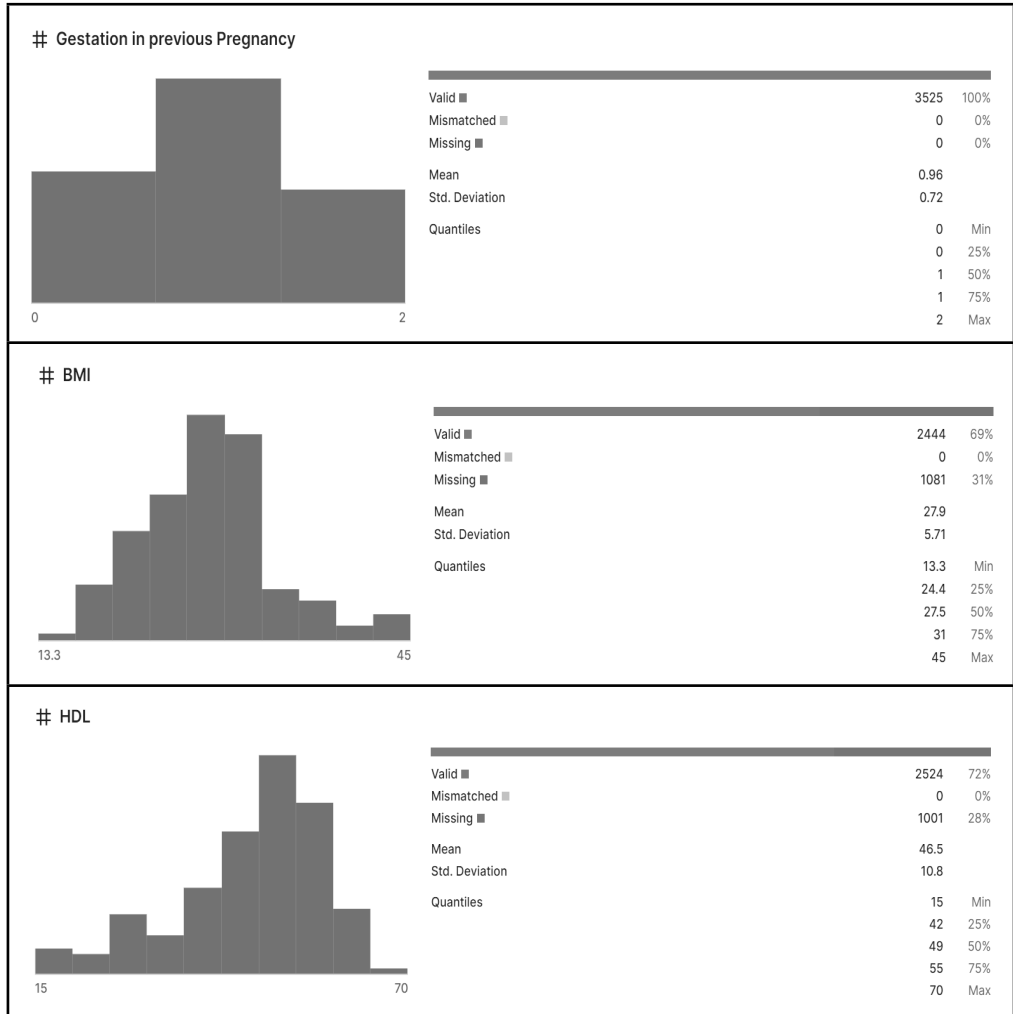 # Gestation in previous Pregnancy
Valid 3525 100%
Mismatched 0 0%
Missing 0 0%
Mean 0.96
Std. Deviation 0.72
Quantiles 0 Min
0 25%
1 50%
1 75%
2 Max
0 2
# BMI
Valid 2444 69%
Mismatched 0 0%
Missing 1081 31%
Mean 27.9
Std. Deviation 5.71
Quantiles 13.3 Min
24.4 25%
27.5 50%
31 75%
45 Max
13.3 45
# HDL
Valid 2524 72%
Mismatched 0 0%
Missing 1001 28%
Mean 46.5
Std. Deviation 10.8
Quantiles 15 Min
42 25%
49 50%
55 75%
70 Max
15 70